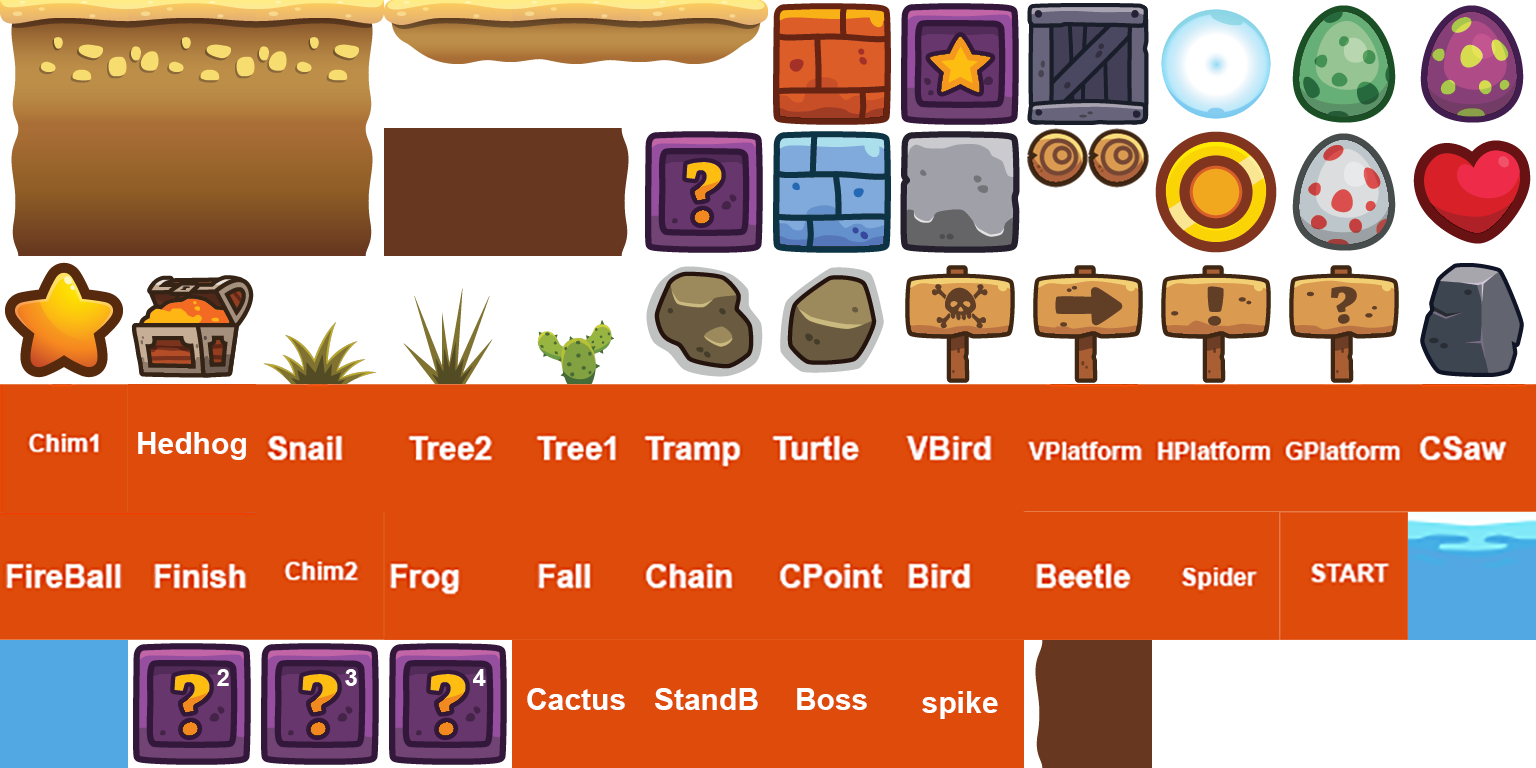 ?
?
Chim1
Hedhog
Snail
Tree2
Tree1
Tramp
Turtle
VBird
VPlatform
HPlatform
GPlatform
CSaw
FireBall
Finish
Chim2
Frog
Fall
Chain
CPoint
Bird
Beetle
Spider
START
? 2
? 3
? 4
Cactus
StandB
Boss
spike